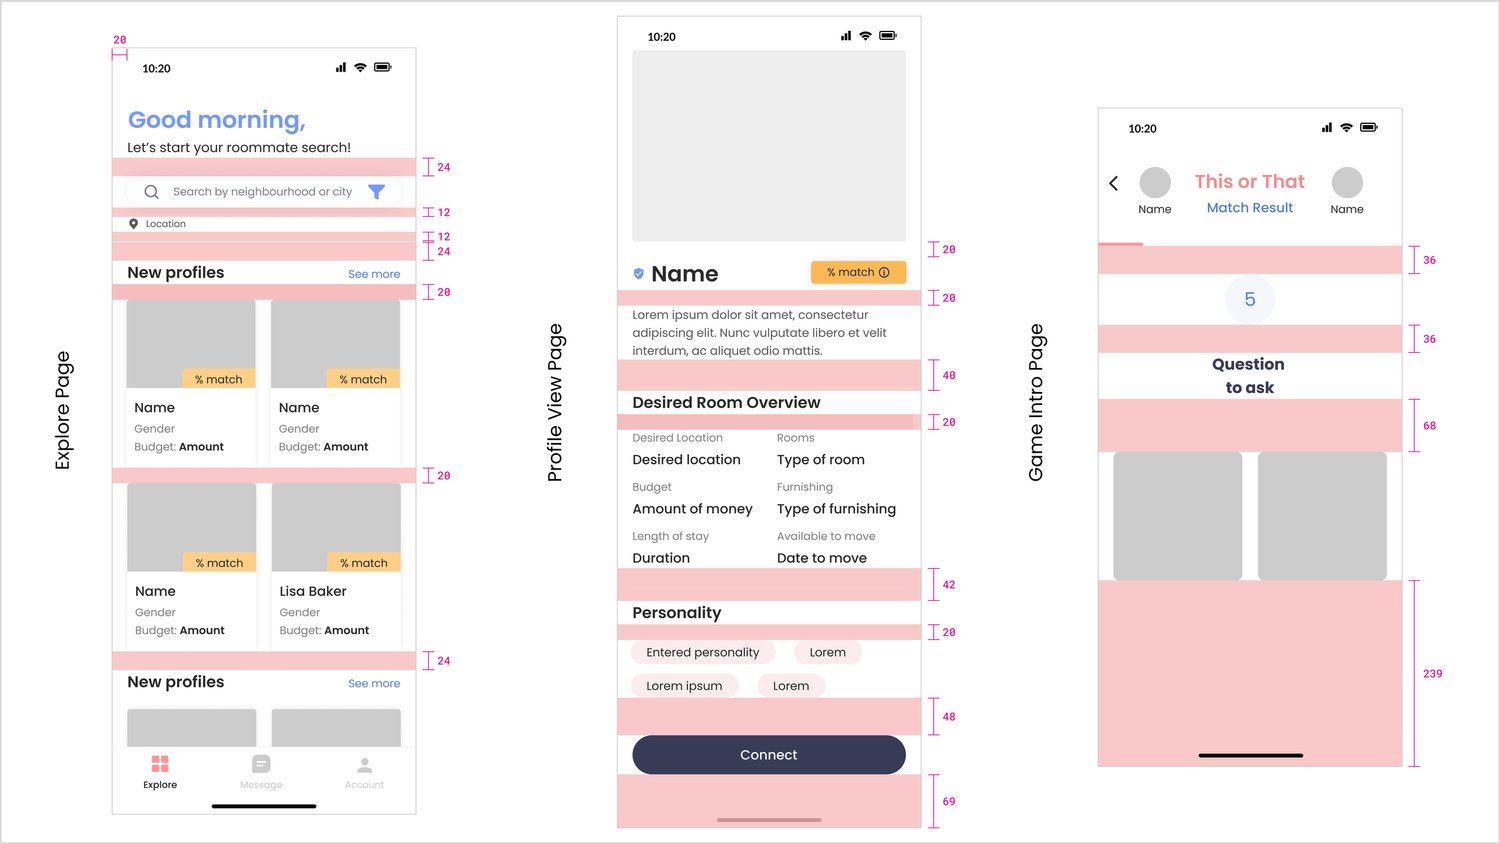 Explore Page
20
10:20
Good morning,
Let's start your roommate search!
24
Search by neighbourhood or city
12
Location
12
24
New profiles
See more
20
% match
% match
Name
Name
Gender
Gender
Budget: Amount
Budget: Amount
20
% match
% match
Name
Lisa Baker
Gender
Gender
Budget: Amount
Budget: Amount
24
New profiles
See more
Explore
Message
Account
Profile View Page
10:20
20
Name
% match
20
Lorem ipsum dolor sit amet, consectetur
adipiscing elit. Nunc vulputate libero et velit
interdum, ac aliquet odio mattis.
40
Desired Room Overview
20
Desired Location
Rooms
Desired location
Type of room
Budget
Furnishing
Amount of money
Type of furnishing
Length of stay
Available to move
Duration
Date to move
42
Personality
20
Entered personality
Lorem
Lorem ipsum
Lorem
48
Connect
69
Game Intro Page
10:20
This or That
Name
Match Result
Name
36
5
36
Question
to ask
68
239